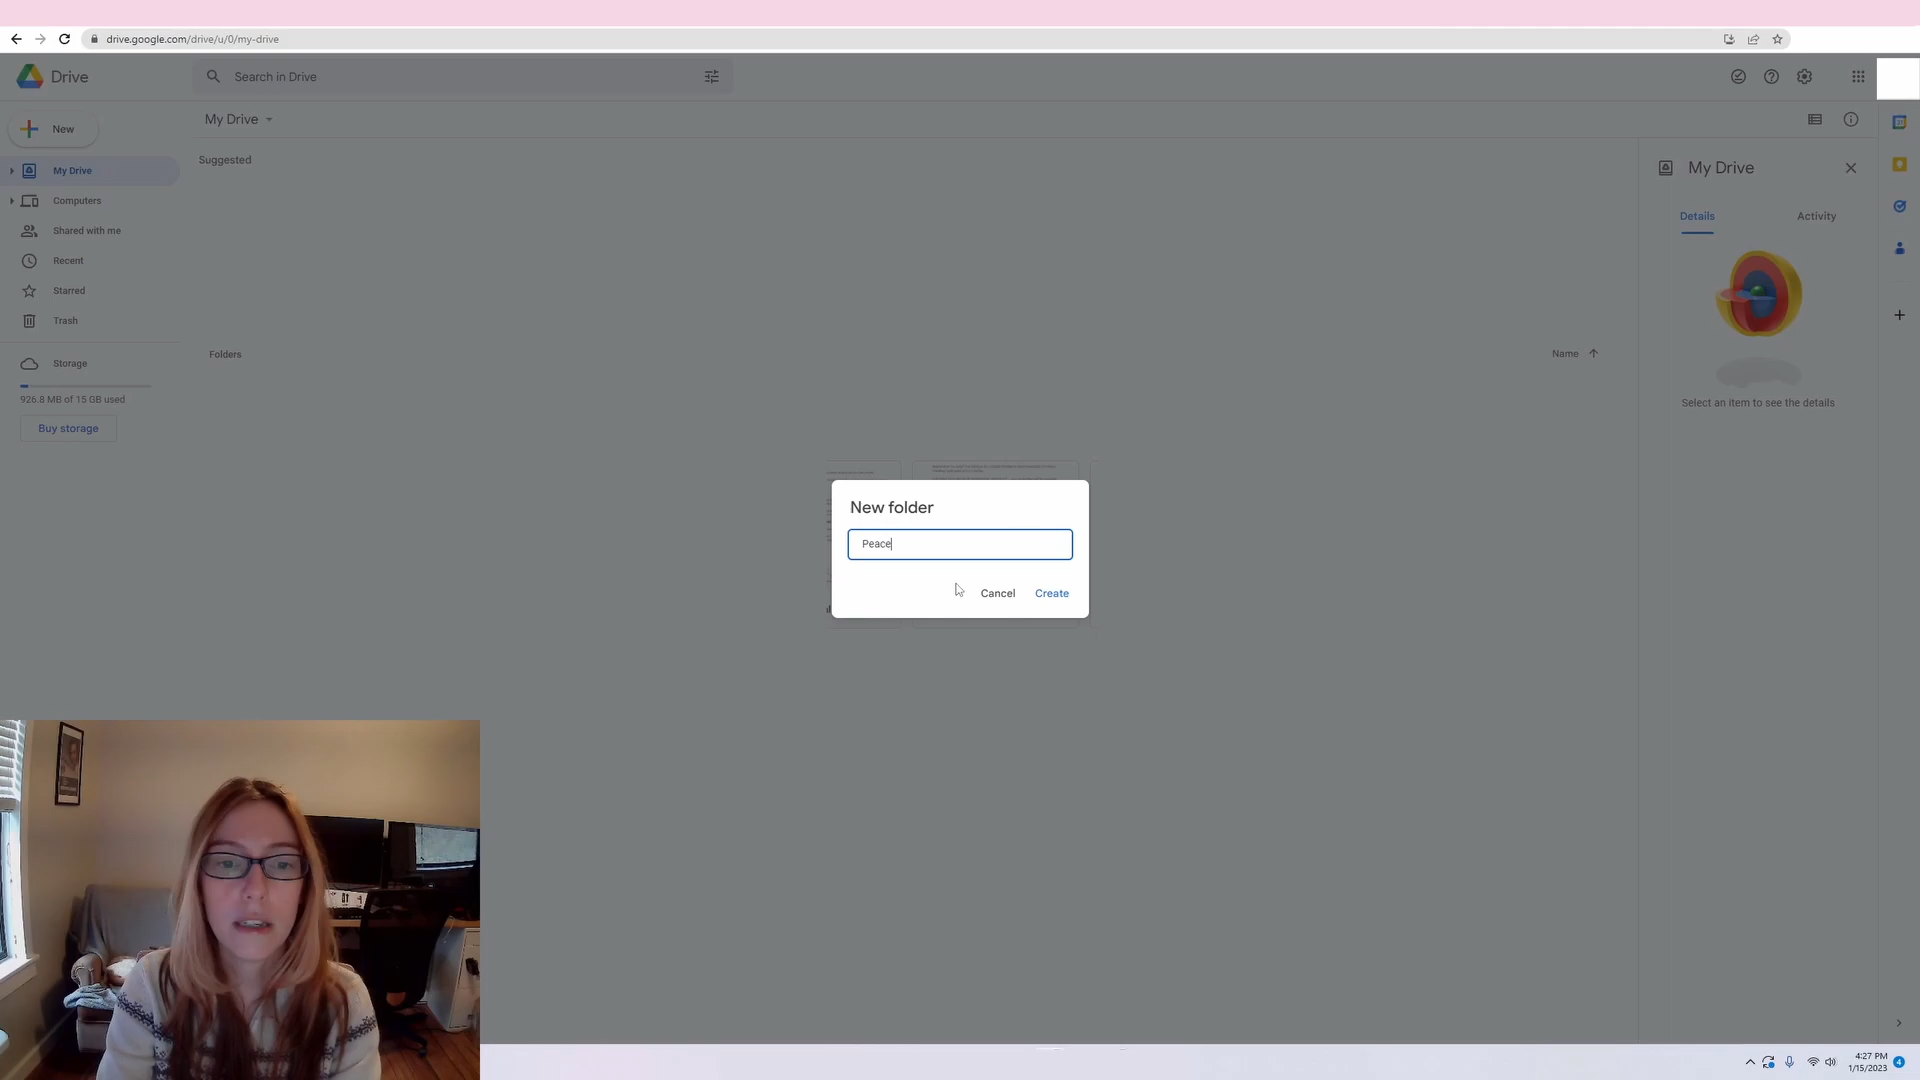 drive.google.com/drive/u/0/my-drive
Drive
Search in Drive
New
My Drive
My Drive
Computers
Shared with me
Recent
Starred
Trash
Storage
926.8 MB of 15 GB used
Buy storage
Suggested
Folders
Name
My Drive
Details
Activity
Select an item to see the details
New folder
Peace
Cancel
Create
4:27 PM
1/15/2023
4